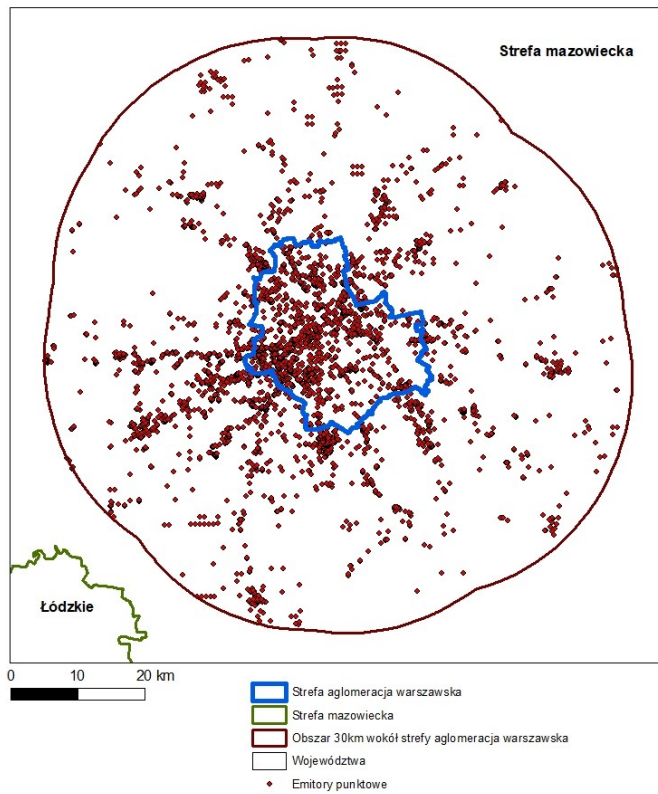 Strefa mazowiecka
Łódzkie
0 10 20 km
Strefa aglomeracja warszawska
Strefa mazowiecka
Obszar 30km wokół strefy aglomeracja warszawska
Województwa
Emitory punktowe